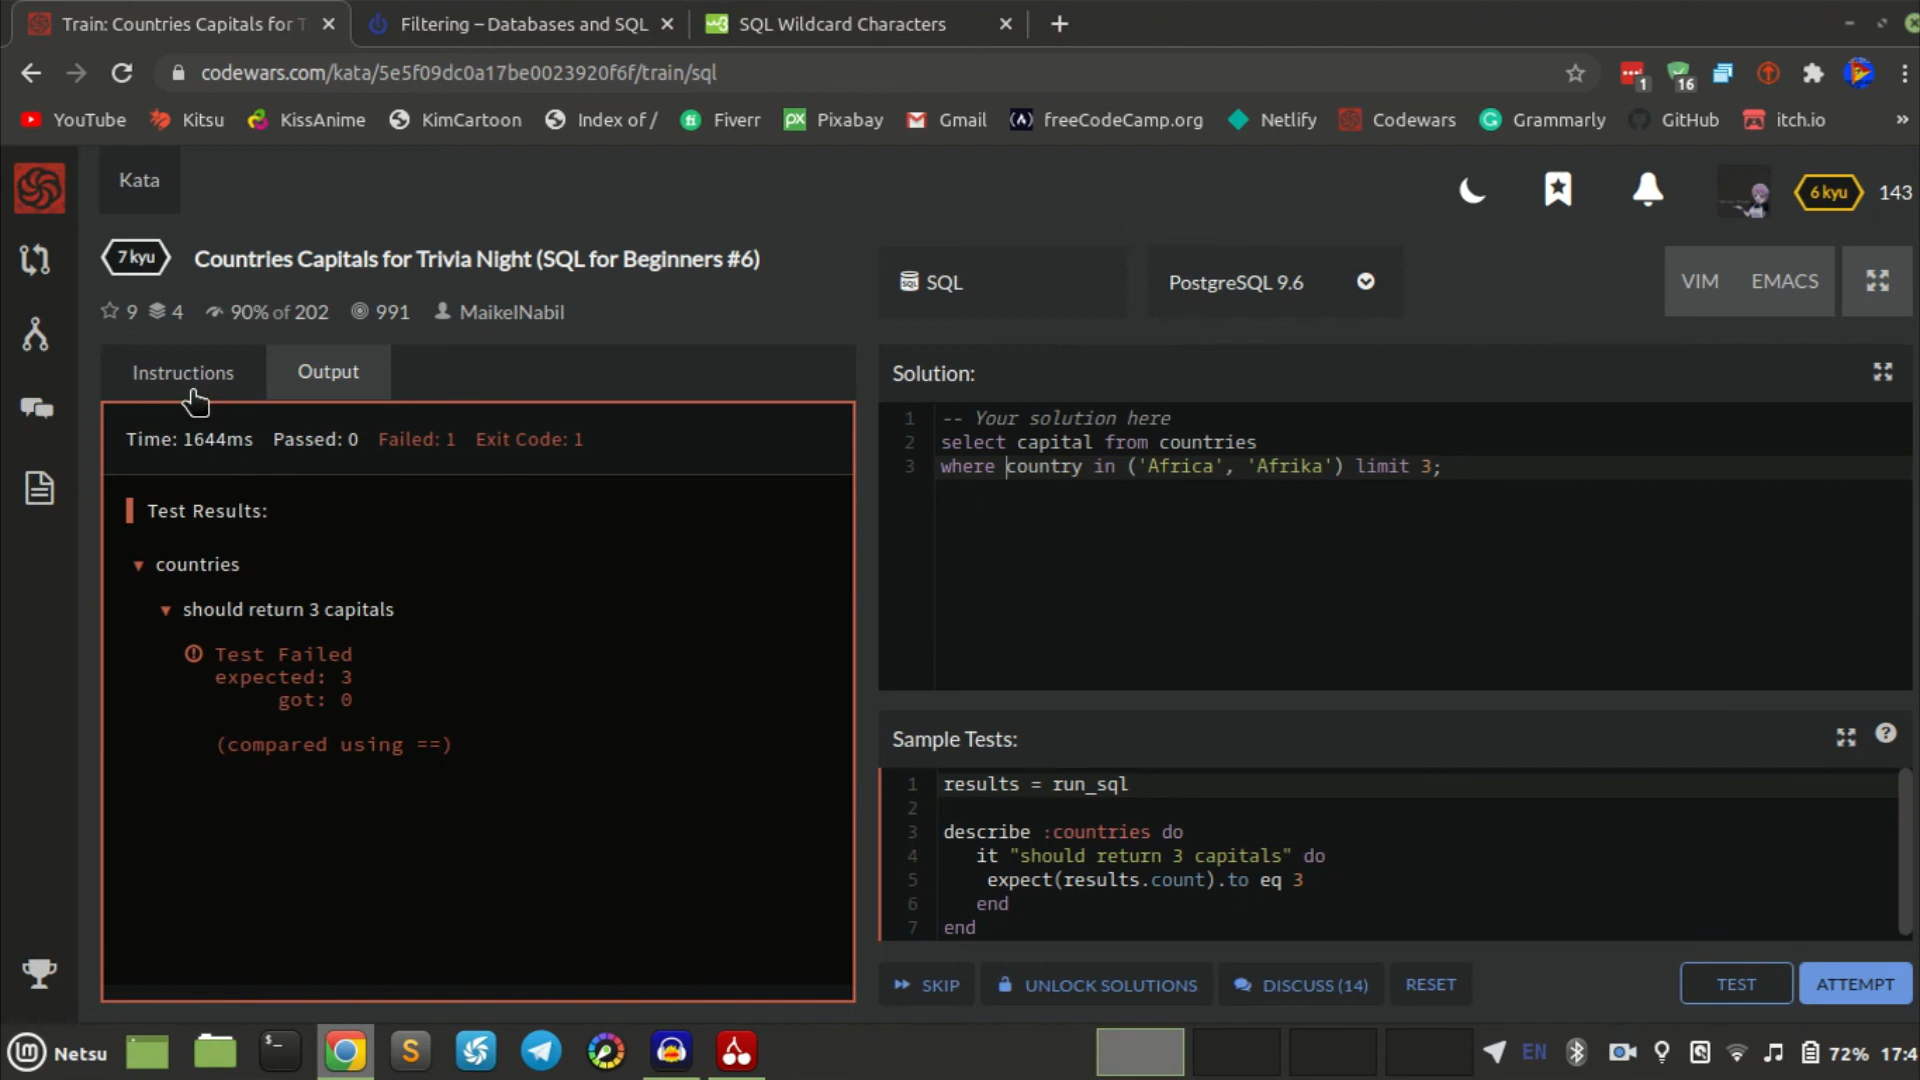 Train: Countries Capitals for T
Filtering – Databases and SQL
SQL Wildcard Characters
codewars.com/kata/5e5f09dc0a17be0023920f6f/train/sql
1
16
YouTube
Kitsu
KissAnime
KimCartoon
Index of /
Fiverr
Pixabay
Gmail
freeCodeCamp.org
Netlify
Codewars
Grammarly
GitHub
itch.io
»
Kata
6 kyu
143
7 kyu
Countries Capitals for Trivia Night (SQL for Beginners #6)
9 4 90% of 202 991 MaikelNabil
SQL
PostgreSQL 9.6
VIM
EMACS
Instructions
Output
Time: 1644ms Passed: 0 Failed: 1 Exit Code: 1
Test Results:
countries
should return 3 capitals
Test Failed
expected: 3
got: 0
(compared using ==)
Solution:
1 -- Your solution here
2 select capital from countries
3 where country in ('Africa', 'Afrika') limit 3;
Sample Tests:
1 results = run_sql
2
3 describe :countries do
4 it "should return 3 capitals" do
5 expect(results.count).to eq 3
6 end
7 end
SKIP
UNLOCK SOLUTIONS
DISCUSS (14)
RESET
TEST
ATTEMPT
Netsu
EN
72%
17:4